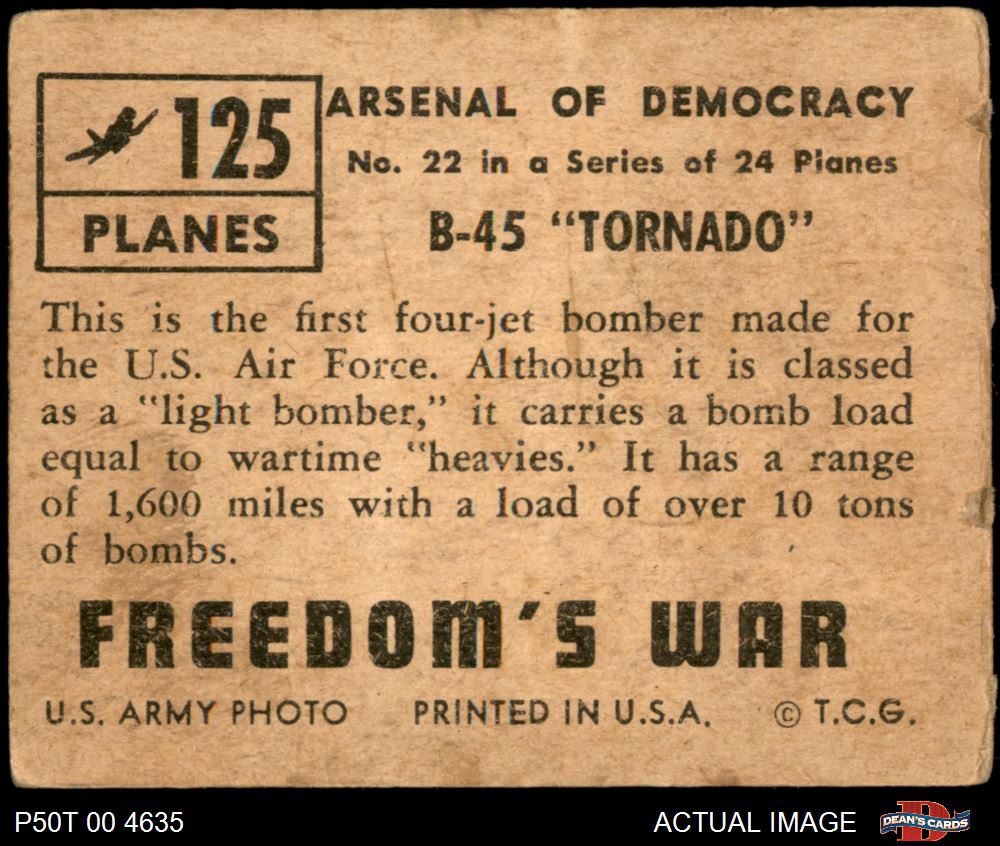 125
PLANES
ARSENAL OF DEMOCRACY
No. 22 in a Series of 24 Planes
B-45 “TORNADO”
This is the first four-jet bomber made for
the U.S. Air Force. Although it is classed
as a “light bomber,” it carries a bomb load
equal to wartime “heavies.” It has a range
of 1,600 miles with a load of over 10 tons
of bombs.
FREEDOM'S WAR
U.S. ARMY PHOTO PRINTED IN U.S.A. © T.C.G.
P50T 00 4635 ACTUAL IMAGE D DEAN'S CARDS